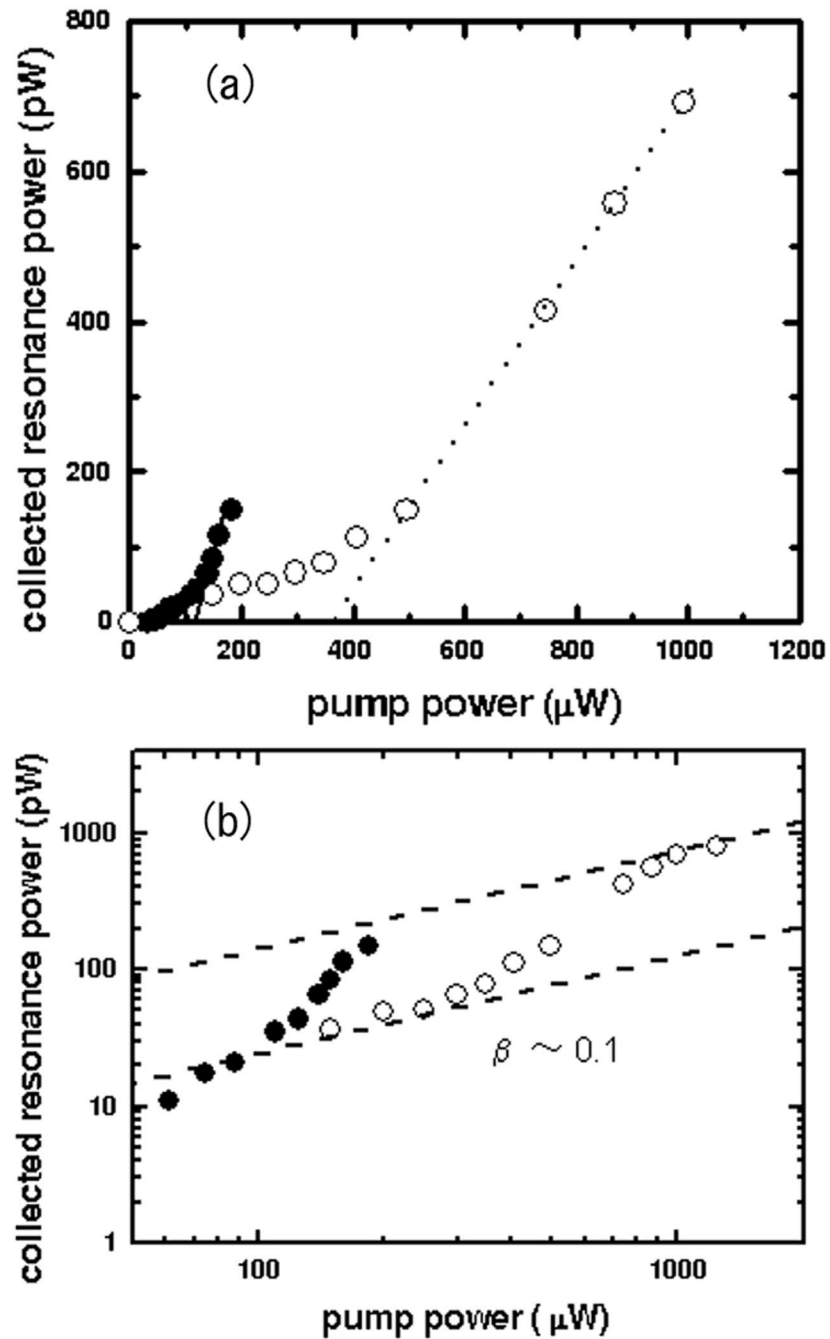 800
(a)
600
400
200
0
collected resonance power (pW)
0 200 400 600 800 1000 1200
pump power (μW)
(b)
1000
100
10
1
collected resonance power (pW)
β ～ 0.1
100 1000
pump power ( μW)